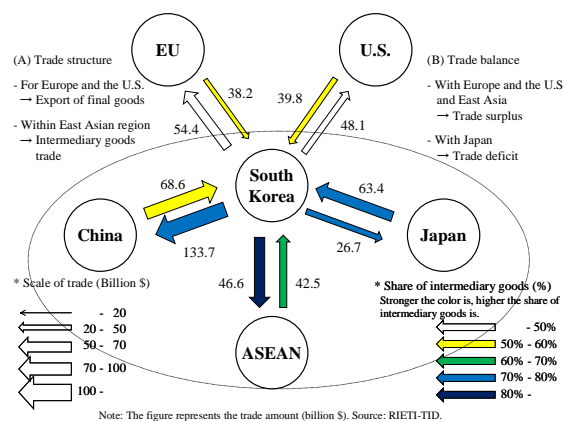 EU
U.S.
(A) Trade structure
- For Europe and the U.S.
→ Export of final goods
- Within East Asian region
→ Intermediary goods
trade
(B) Trade balance
- With Europe and the U.S
and East Asia
→ Trade surplus
- With Japan
→ Trade deficit
38.2
39.8
54.4
48.1
South
Korea
68.6
63.4
China
Japan
133.7
26.7
46.6
42.5
ASEAN
* Scale of trade (Billion $)
- 20
20 - 50
50 - 70
70 - 100
100 -
* Share of intermediary goods (%)
Stronger the color is, higher the share of
intermediary goods is.
- 50%
50% - 60%
60% - 70%
70% - 80%
80% -
Note: The figure represents the trade amount (billion $). Source: RIETI-TID.